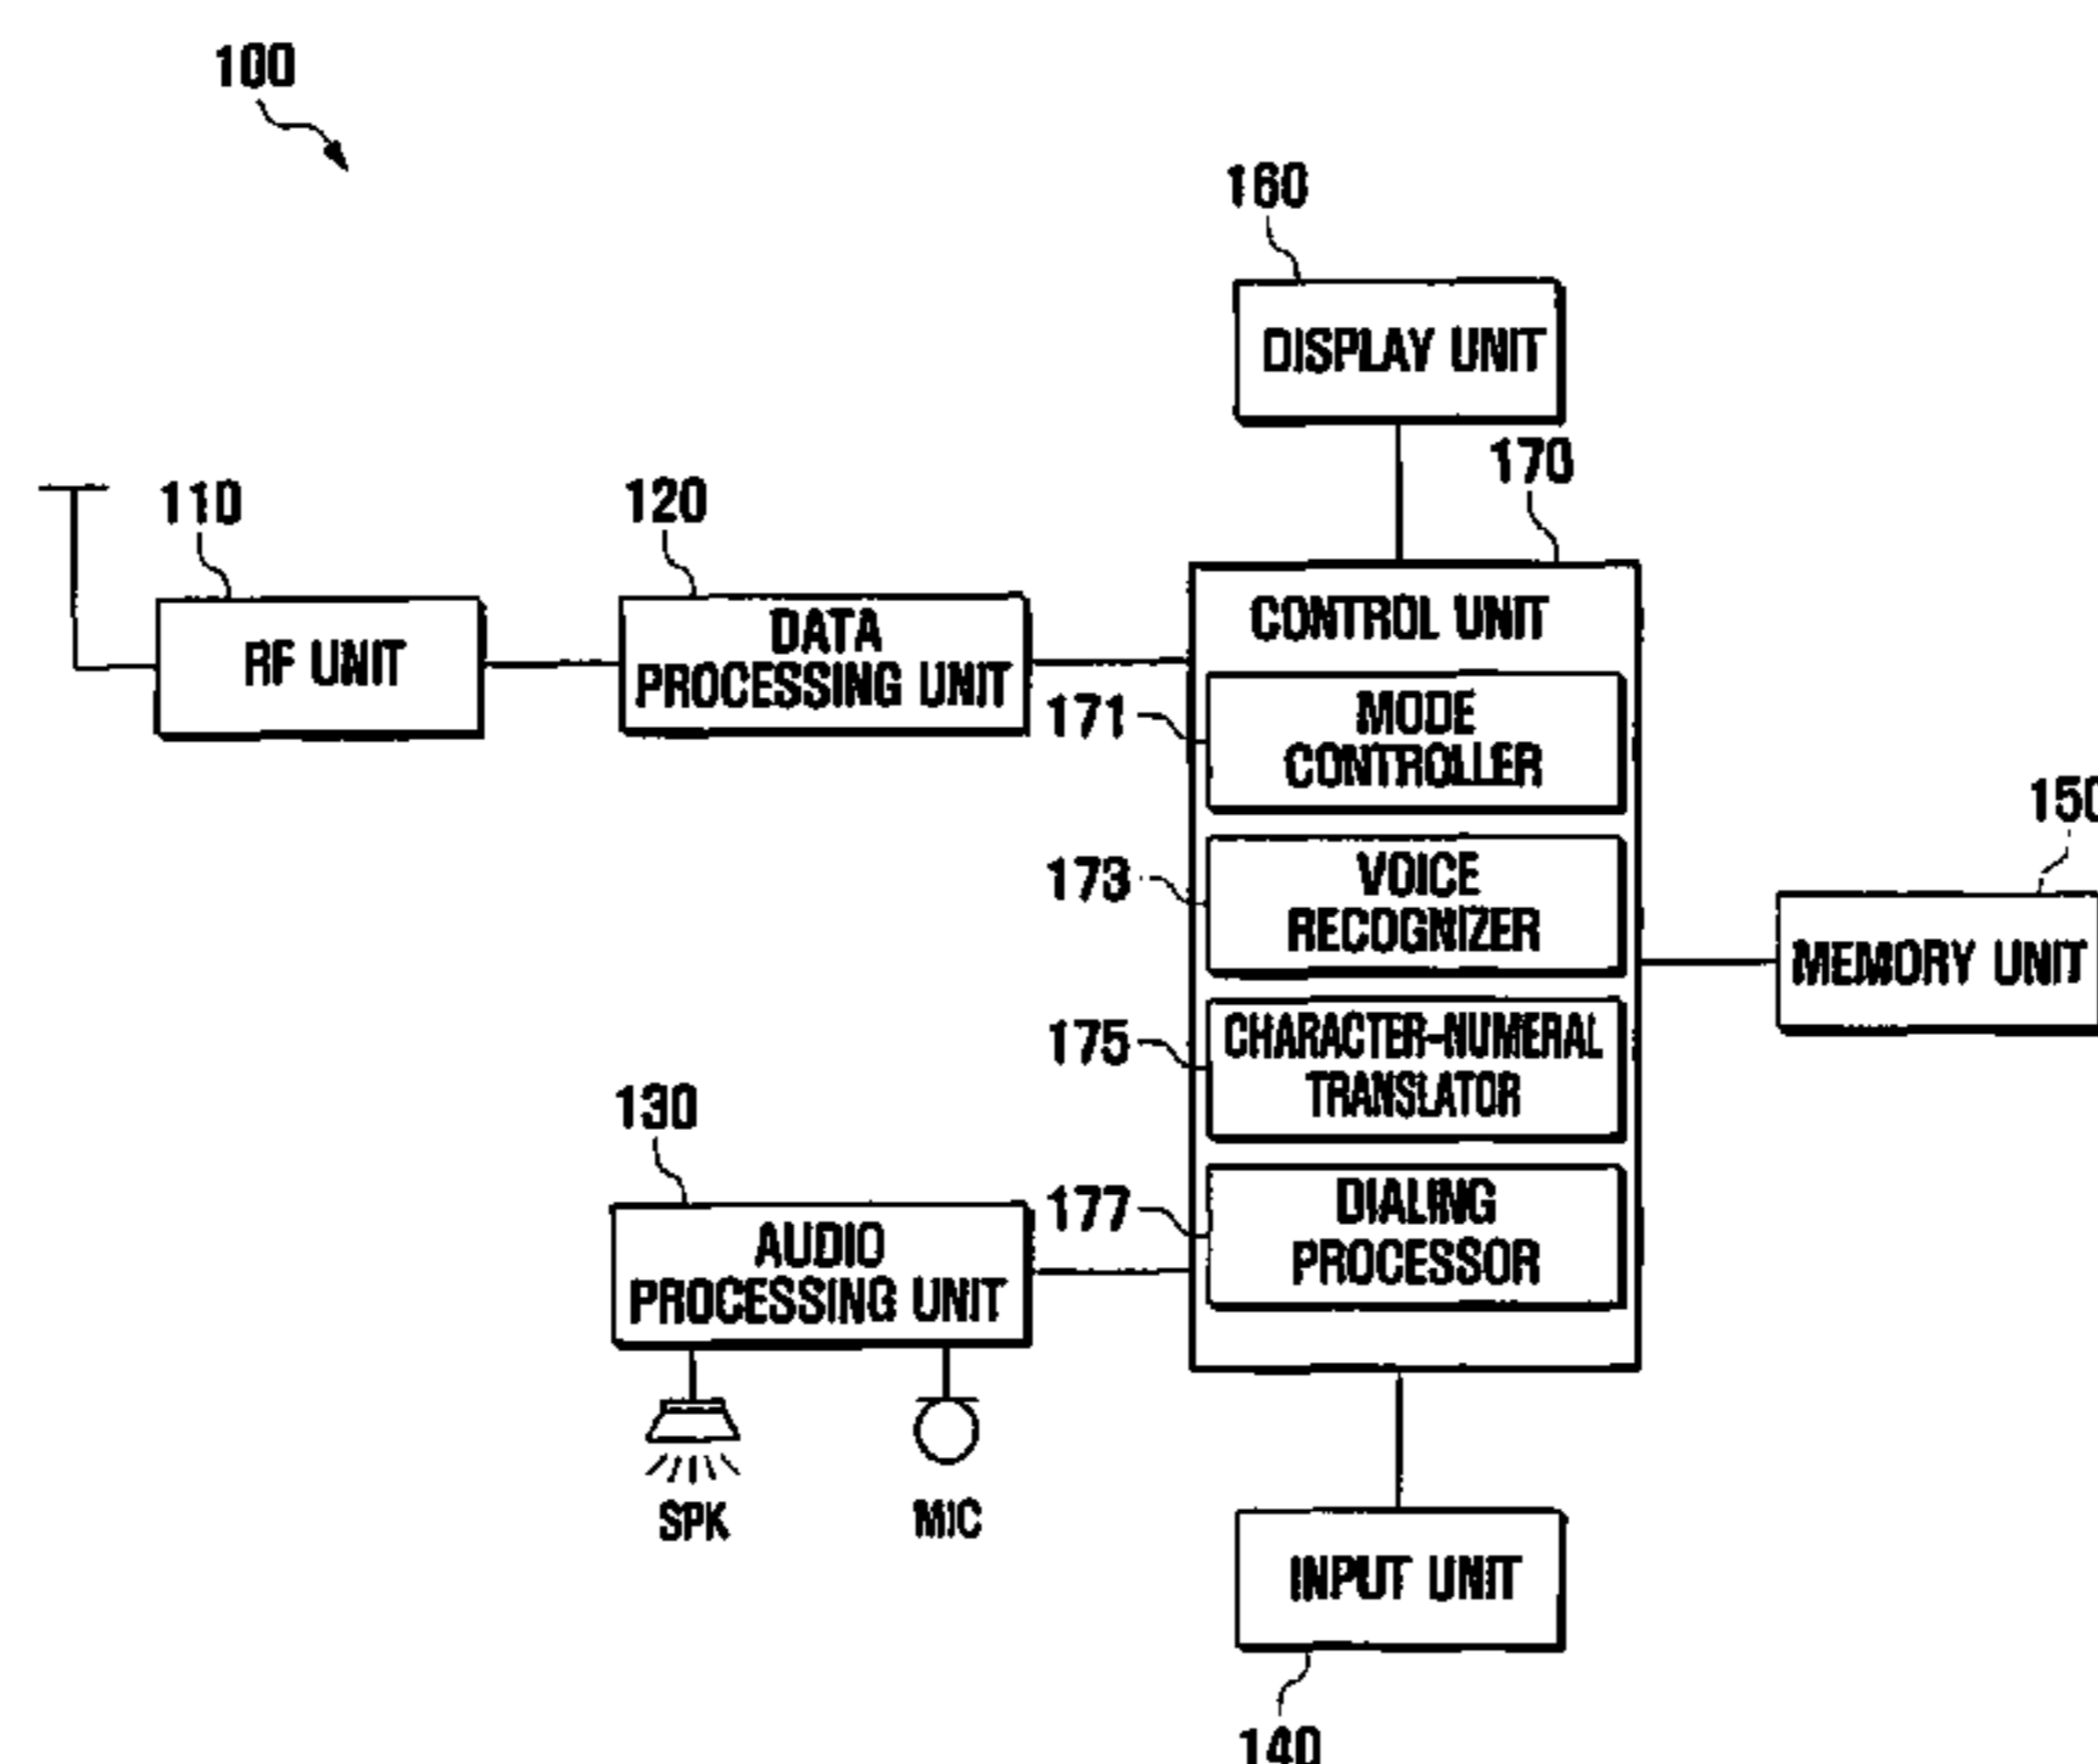 100
160
DISPLAY UNIT
170
110
120
RF UNIT
DATA
PROCESSING UNIT
CONTROL UNIT
171
MODE
CONTROLLER
173
VOICE
RECOGNIZER
150
MEMORY UNIT
175
CHARACTER-NUMERAL
TRANSLATOR
130
AUDIO
PROCESSING UNIT
177
DIALING
PROCESSOR
SPK
MIC
INPUT UNIT
140